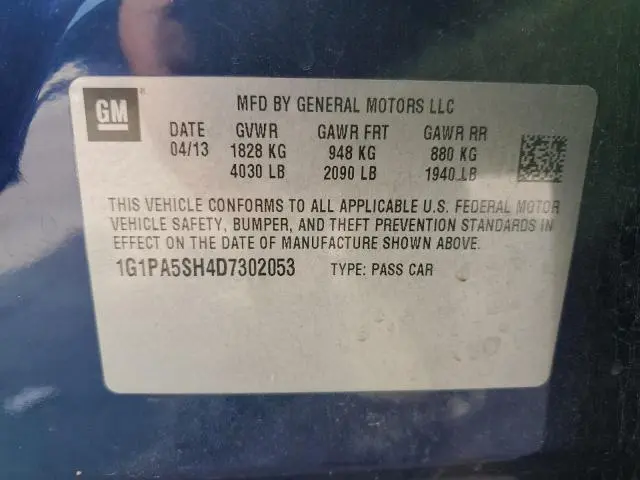 GM ® MFD BY GENERAL MOTORS LLC
DATE GVWR GAWR FRT GAWR RR
04/13 1828 KG 948 KG 880 KG
4030 LB 2090 LB 1940 LB
THIS VEHICLE CONFORMS TO ALL APPLICABLE U.S. FEDERAL MOTOR
VEHICLE SAFETY, BUMPER, AND THEFT PREVENTION STANDARDS IN
EFFECT ON THE DATE OF MANUFACTURE SHOWN ABOVE.
1G1PA5SH4D7302053 TYPE: PASS CAR